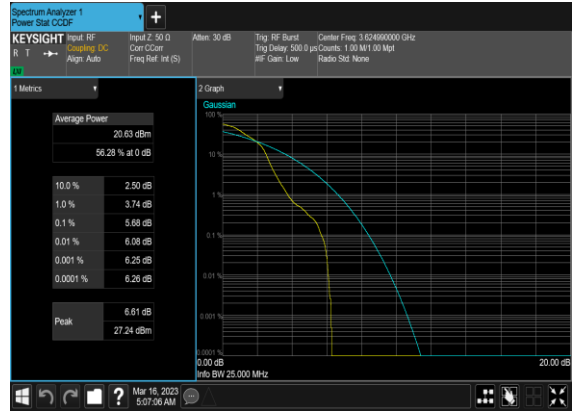 Spectrum Analyzer 1
Power Stat CCDF
KEYSIGHT
R T
Input: RF
Coupling: DC
Align: Auto
Input Z: 50 Ω
Corr CCorr
Freq Ref: Int (S)
Atten: 30 dB
Trig: RF Burst
Trig Delay: 500.0 µs
#IF Gain: Low
Center Freq: 3.624990000 GHz
Counts: 1.00 M/1.00 Mpt
Radio Std: None
1 Metrics
Average Power
20.63 dBm
56.28 % at 0 dB
10.0 % 2.50 dB
1.0 % 3.74 dB
0.1 % 5.68 dB
0.01 % 6.08 dB
0.001 % 6.25 dB
0.0001 % 6.26 dB
Peak
6.61 dB
27.24 dBm
2 Graph
Gaussian
100 %
10 %
1 %
0.1 %
0.01 %
0.001 %
0.0001 %
0.00 dB 20.00 dB
Info BW 25.000 MHz
Mar 16, 2023
5:07:06 AM